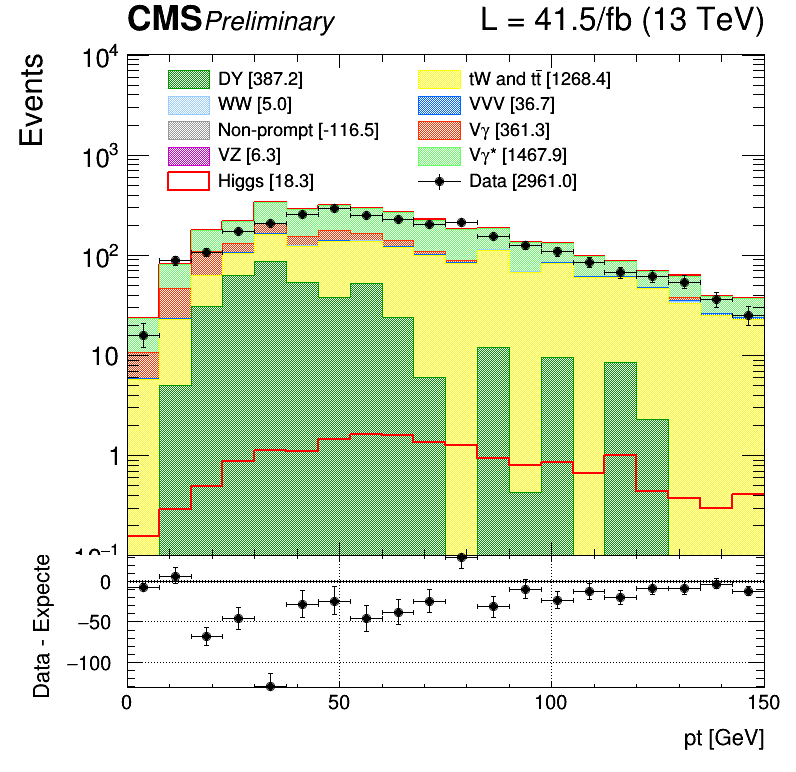 CMS Preliminary L = 41.5/fb (13 TeV)
Events
10⁴
10³
10²
10
1
10⁻¹
DY [387.2]
tW and tt̄ [1268.4]
WW [5.0]
VVV [36.7]
Non-prompt [-116.5]
Vγ [361.3]
VZ [6.3]
Vγ* [1467.9]
Higgs [18.3]
Data [2961.0]
Data - Expecte
0
−50
−100
0 50 100 150
pt [GeV]